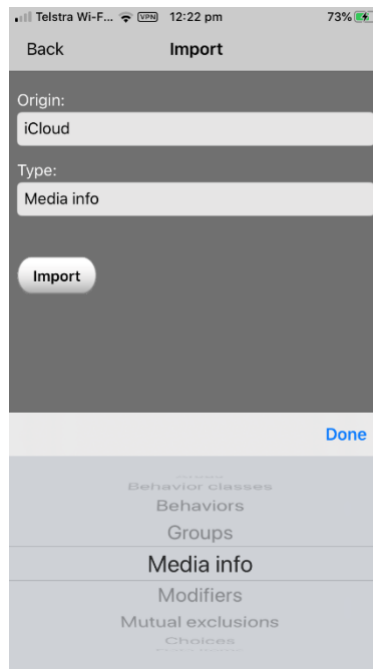 Telstra Wi-F... VPN 12:22 pm 73%
Back Import
Origin:
iCloud
Type:
Media info
Import
Done
Behavior classes
Behaviors
Groups
Media info
Modifiers
Mutual exclusions
Choices